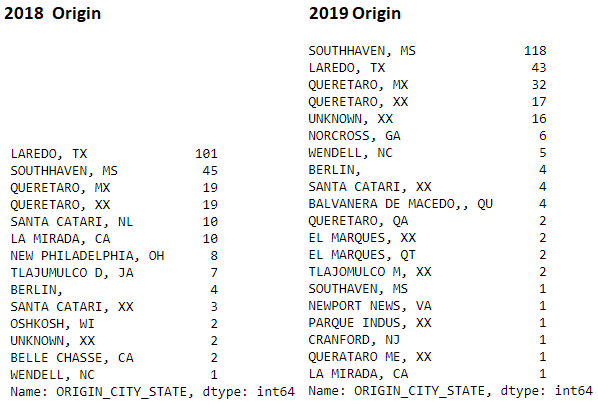 2018 Origin
LAREDO, TX 101
SOUTHHAVEN, MS 45
QUERETARO, MX 19
QUERETARO, XX 19
SANTA CATARI, NL 10
LA MIRADA, CA 10
NEW PHILADELPHIA, OH 8
TLAJUMULCO D, JA 7
BERLIN, 4
SANTA CATARI, XX 3
OSHKOSH, WI 2
UNKNOWN, XX 2
BELLE CHASSE, CA 2
WENDELL, NC 1
Name: ORIGIN_CITY_STATE, dtype: int64
2019 Origin
SOUTHHAVEN, MS 118
LAREDO, TX 43
QUERETARO, MX 32
QUERETARO, XX 17
UNKNOWN, XX 16
NORCROSS, GA 6
WENDELL, NC 5
BERLIN, 4
SANTA CATARI, XX 4
BALVANERA DE MACEDO,, QU 4
QUERETARO, QA 2
EL MARQUES, XX 2
EL MARQUES, QT 2
TLAJOMULCO M, XX 2
SOUTHAVEN, MS 1
NEWPORT NEWS, VA 1
PARQUE INDUS, XX 1
CRANFORD, NJ 1
QUERATARO ME, XX 1
LA MIRADA, CA 1
Name: ORIGIN_CITY_STATE, dtype: int64